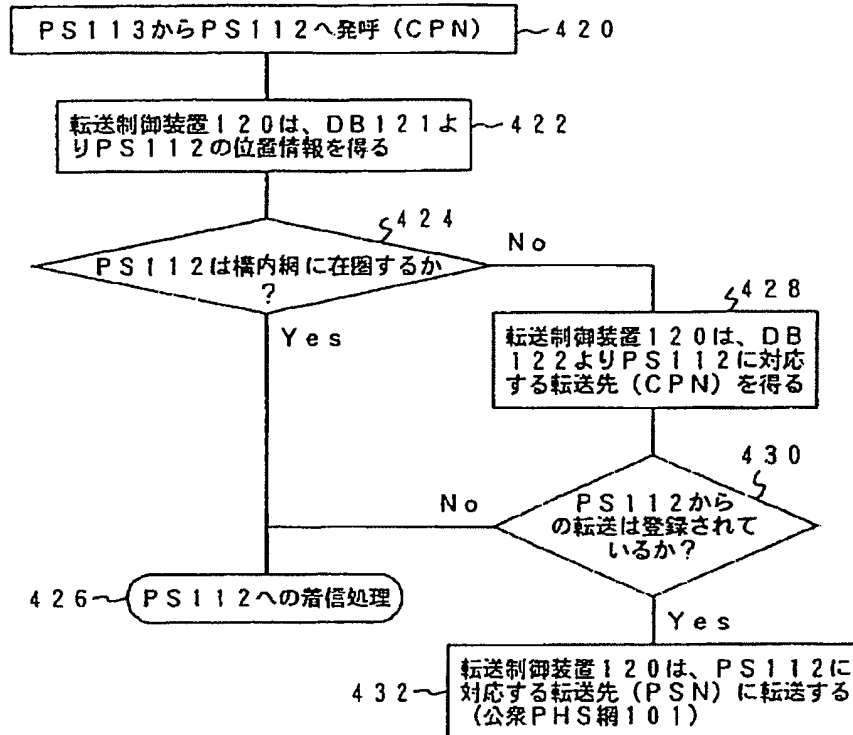 PS113からPS112へ発呼(CPN)
420
転送制御装置120は、DB121よ
りPS112の位置情報を得る
422
424
PS112は構内網に在圏するか
?
No
Yes
428
転送制御装置120は、DB
122よりPS112に対応
する転送先(CPN)を得る
430
No
PS112から
の転送は登録されて
いるか?
426
PS112への着信処理
Yes
432
転送制御装置120は、PS112に
対応する転送先(PSN)に転送する
(公衆PHS網101)